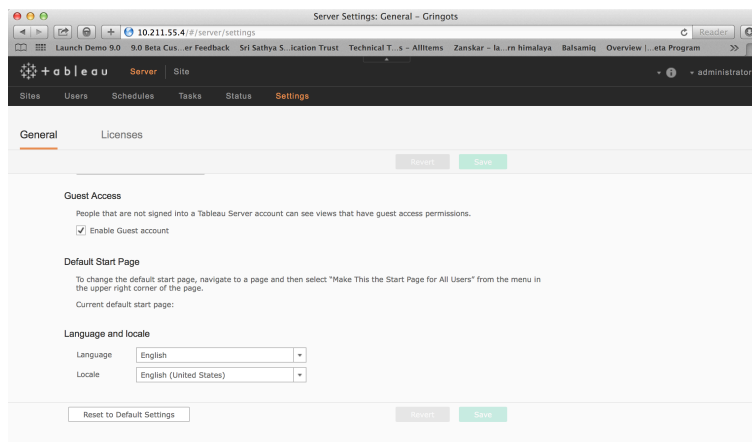 Server Settings: General – Gringots
10.211.55.4/#/server/settings
Reader
Launch Demo 9.0 9.0 Beta Cus...er Feedback Sri Sathya S...ication Trust Technical T...s – AllItems Zanskar – la...rn himalaya Balsamiq Overview |...eta Program >>
+ a b l e a u Server Site
administrator
Sites Users Schedules Tasks Status Settings
General Licenses
Revert Save
Guest Access
People that are not signed into a Tableau Server account can see views that have guest access permissions.
Enable Guest account
Default Start Page
To change the default start page, navigate to a page and then select "Make This the Start Page for All Users" from the menu in
the upper right corner of the page.
Current default start page:
Language and locale
Language English
Locale English (United States)
Reset to Default Settings Revert Save